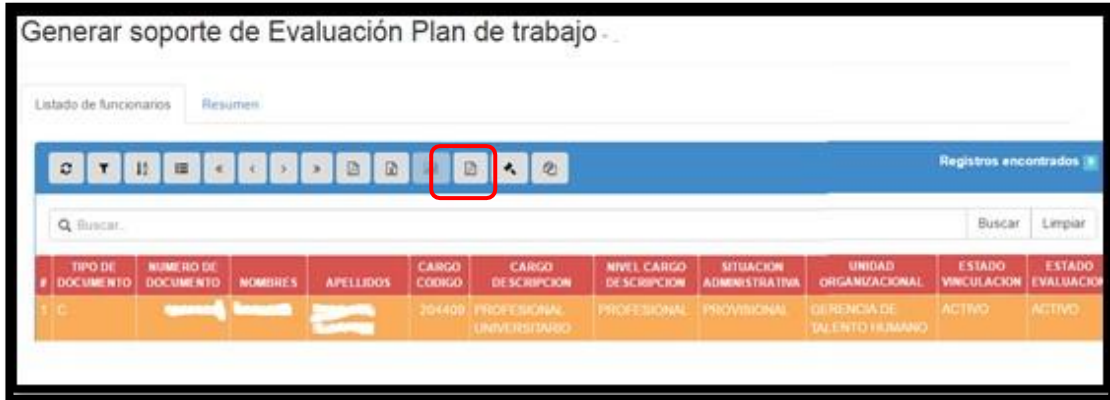 Generar soporte de Evaluación Plan de trabajo
Listado de funcionarios Resumen
Registros encontrados
Buscar.. Buscar Limpiar
# TIPO DE DOCUMENTO NUMERO DE DOCUMENTO NOMBRES APELLIDOS CARGO CODIGO CARGO DESCRIPCION NIVEL CARGO DESCRIPCION SITUACION ADMINISTRATIVA UNIDAD ORGANIZACIONAL ESTADO VINCULACION ESTADO EVALUACION
1 C 204400 PROFESIONAL UNIVERSITARIO PROFESIONAL PROVISIONAL GERENCIA DE TALENTO HUMANO ACTIVO ACTIVO